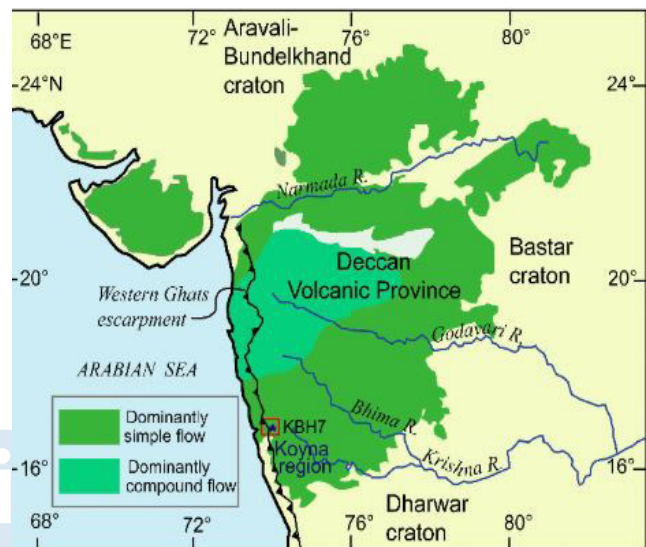 68°E
72°
Aravali-
Bundelkhand
craton
76°
80°
24°N
24°
Narmada R.
Deccan
Volcanic Province
Bastar
craton
20°
20°
Western Ghats
escarpment
Godavari R.
ARABIAN SEA
Dominantly
simple flow
Dominantly
compound flow
Bhima R.
KBH7
Koyna
region
Krishna R.
16°
16°
Dharwar
craton
68°
72°
76°
80°